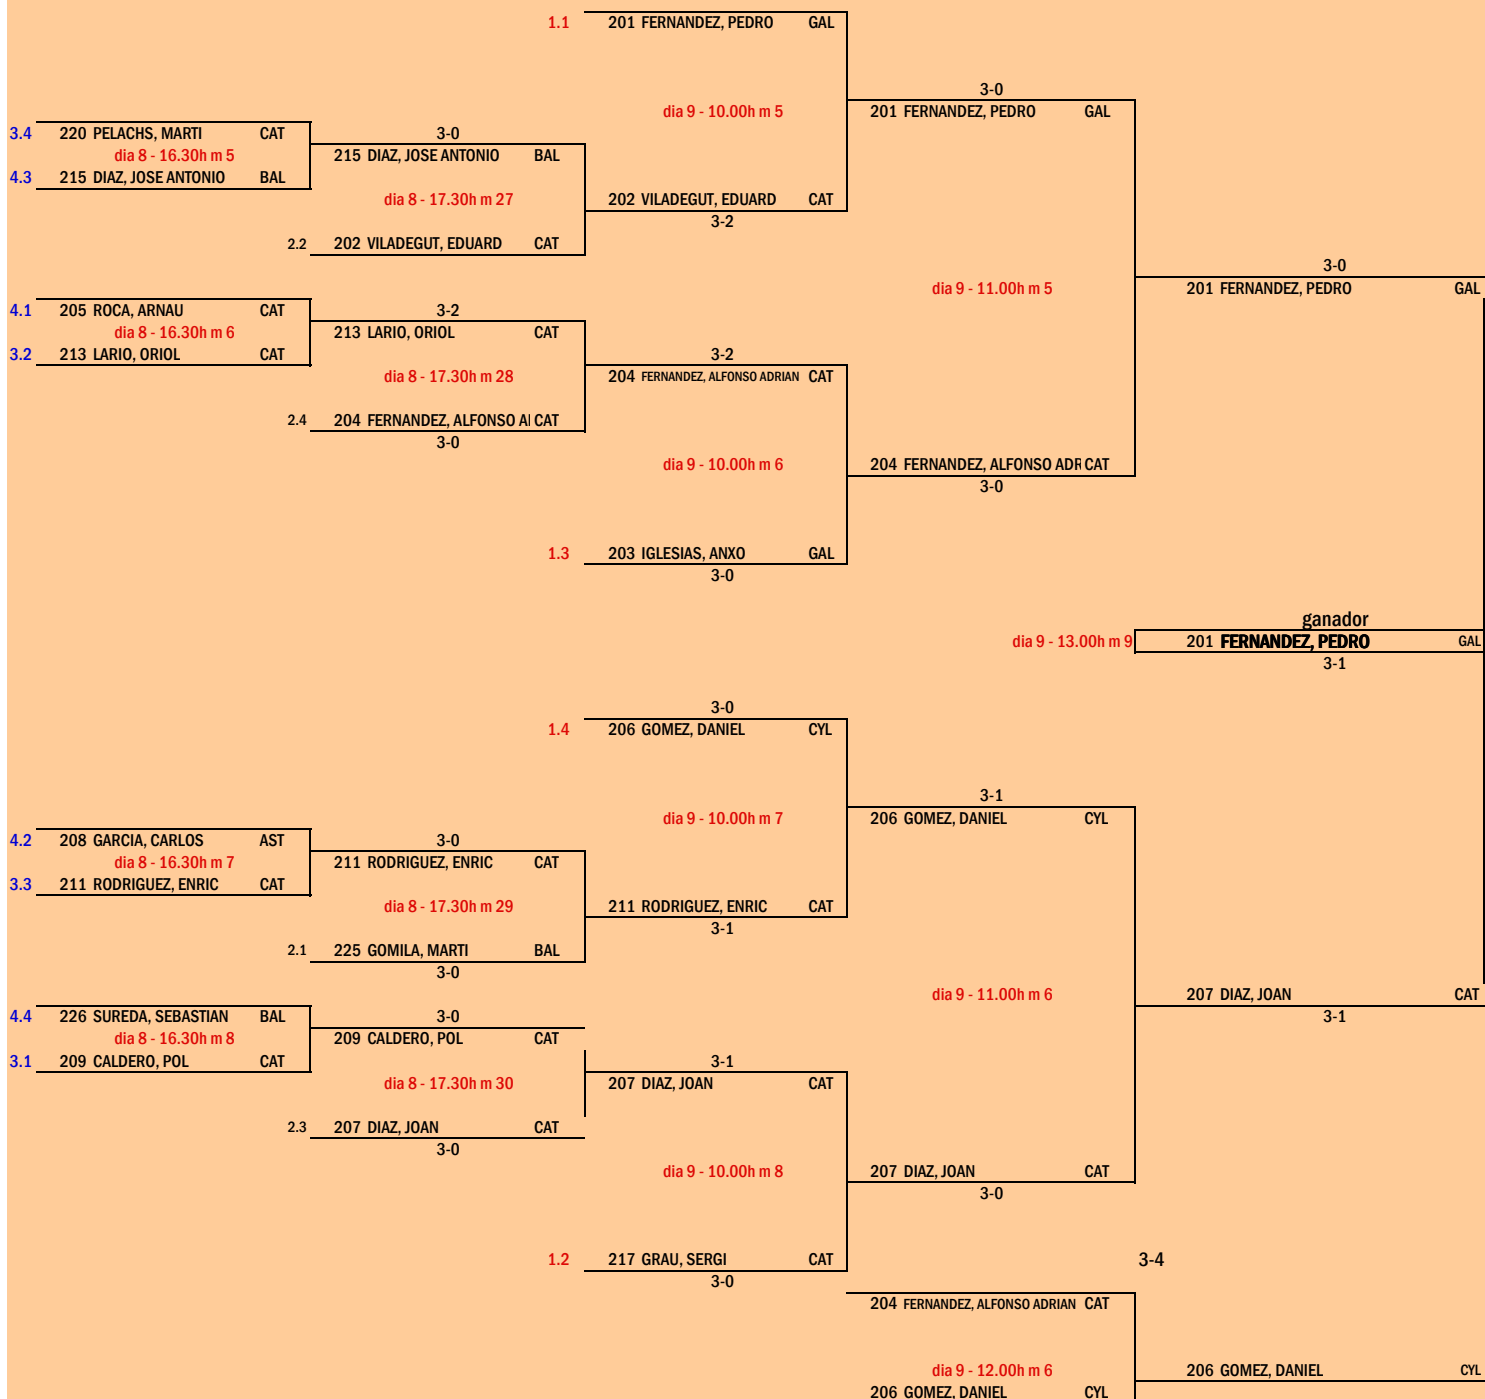 1.1 201 FERNANDEZ, PEDRO GAL
3-0
dia 9 - 10.00h m 5 201 FERNANDEZ, PEDRO GAL
3.4 220 PELACHS, MARTI CAT 3-0
dia 8 - 16.30h m 5 215 DIAZ, JOSE ANTONIO BAL
4.3 215 DIAZ, JOSE ANTONIO BAL
dia 8 - 17.30h m 27 202 VILADEGUT, EDUARD CAT
3-2
2.2 202 VILADEGUT, EDUARD CAT
3-0
dia 9 - 11.00h m 5 201 FERNANDEZ, PEDRO GAL
4.1 205 ROCA, ARNAU CAT 3-2
dia 8 - 16.30h m 6 213 LARIO, ORIOL CAT
3.2 213 LARIO, ORIOL CAT 3-2
dia 8 - 17.30h m 28 204 FERNANDEZ, ALFONSO ADRIAN CAT
2.4 204 FERNANDEZ, ALFONSO AI CAT
3-0
dia 9 - 10.00h m 6 204 FERNANDEZ, ALFONSO ADR CAT
3-0
1.3 203 IGLESIAS, ANXO GAL
3-0
ganador
dia 9 - 13.00h m 9 201 FERNANDEZ, PEDRO GAL
3-1
3-0
1.4 206 GOMEZ, DANIEL CYL
3-1
dia 9 - 10.00h m 7 206 GOMEZ, DANIEL CYL
4.2 208 GARCIA, CARLOS AST 3-0
dia 8 - 16.30h m 7 211 RODRIGUEZ, ENRIC CAT
3.3 211 RODRIGUEZ, ENRIC CAT
dia 8 - 17.30h m 29 211 RODRIGUEZ, ENRIC CAT
3-1
2.1 225 GOMILA, MARTI BAL
3-0
dia 9 - 11.00h m 6 207 DIAZ, JOAN CAT
4.4 226 SUREDA, SEBASTIAN BAL 3-0 3-1
dia 8 - 16.30h m 8 209 CALDERO, POL CAT
3.1 209 CALDERO, POL CAT 3-1
dia 8 - 17.30h m 30 207 DIAZ, JOAN CAT
2.3 207 DIAZ, JOAN CAT
3-0
dia 9 - 10.00h m 8 207 DIAZ, JOAN CAT
3-0
1.2 217 GRAU, SERGI CAT 3-4
3-0
204 FERNANDEZ, ALFONSO ADRIAN CAT
dia 9 - 12.00h m 6 206 GOMEZ, DANIEL CYL
206 GOMEZ, DANIEL CYL